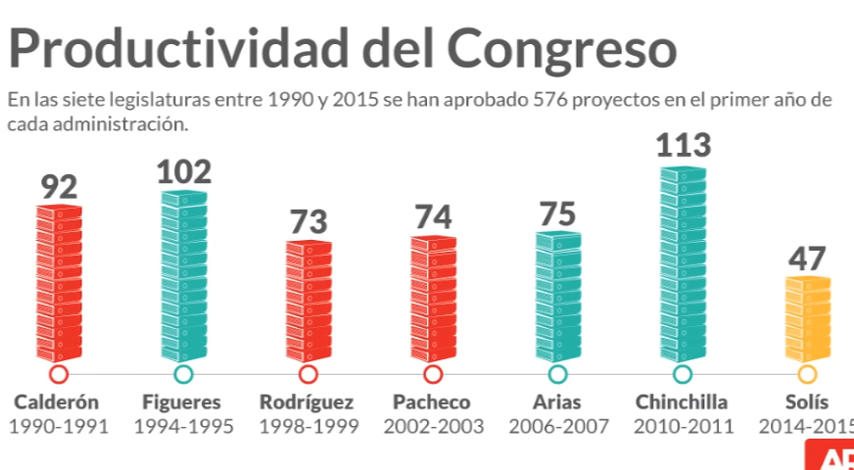 Productividad del Congreso
En las siete legislaturas entre 1990 y 2015 se han aprobado 576 proyectos en el primer año de
cada administración.
92
102
73
74
75
113
47
Calderón
1990-1991
Figueres
1994-1995
Rodríguez
1998-1999
Pacheco
2002-2003
Arias
2006-2007
Chinchilla
2010-2011
Solís
2014-2015